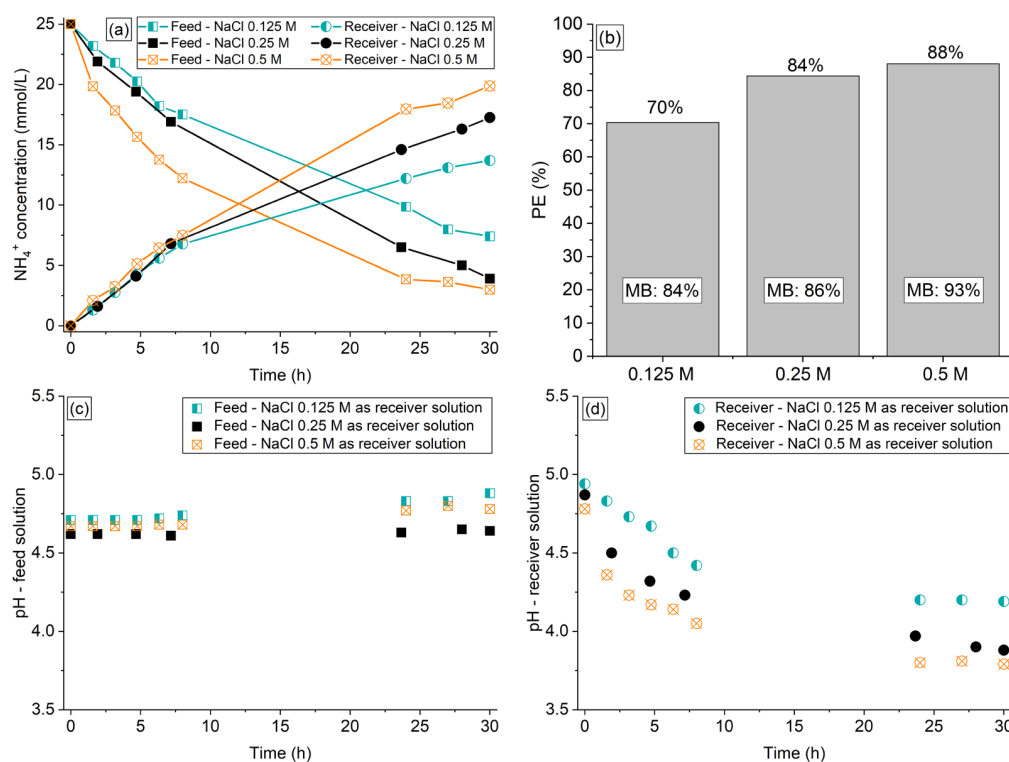 (a)
Feed - NaCl 0.125 M
Receiver - NaCl 0.125 M
Feed - NaCl 0.25 M
Receiver - NaCl 0.25 M
Feed - NaCl 0.5 M
Receiver - NaCl 0.5 M
NH₄⁺ concentration (mmol/L)
25
20
15
10
5
0
0 5 10 15 20 25 30
Time (h)
(b)
PE (%)
100
90
80
70
60
50
40
30
20
10
0
70%
84%
88%
MB: 84%
MB: 86%
MB: 93%
0.125 M 0.25 M 0.5 M
(c)
Feed - NaCl 0.125 M as receiver solution
Feed - NaCl 0.25 M as receiver solution
Feed - NaCl 0.5 M as receiver solution
pH - feed solution
5.5
5.0
4.5
4.0
3.5
0 5 10 15 20 25 30
Time (h)
(d)
Receiver - NaCl 0.125 M as receiver solution
Receiver - NaCl 0.25 M as receiver solution
Receiver - NaCl 0.5 M as receiver solution
pH - receiver solution
5.5
5.0
4.5
4.0
3.5
0 5 10 15 20 25 30
Time (h)